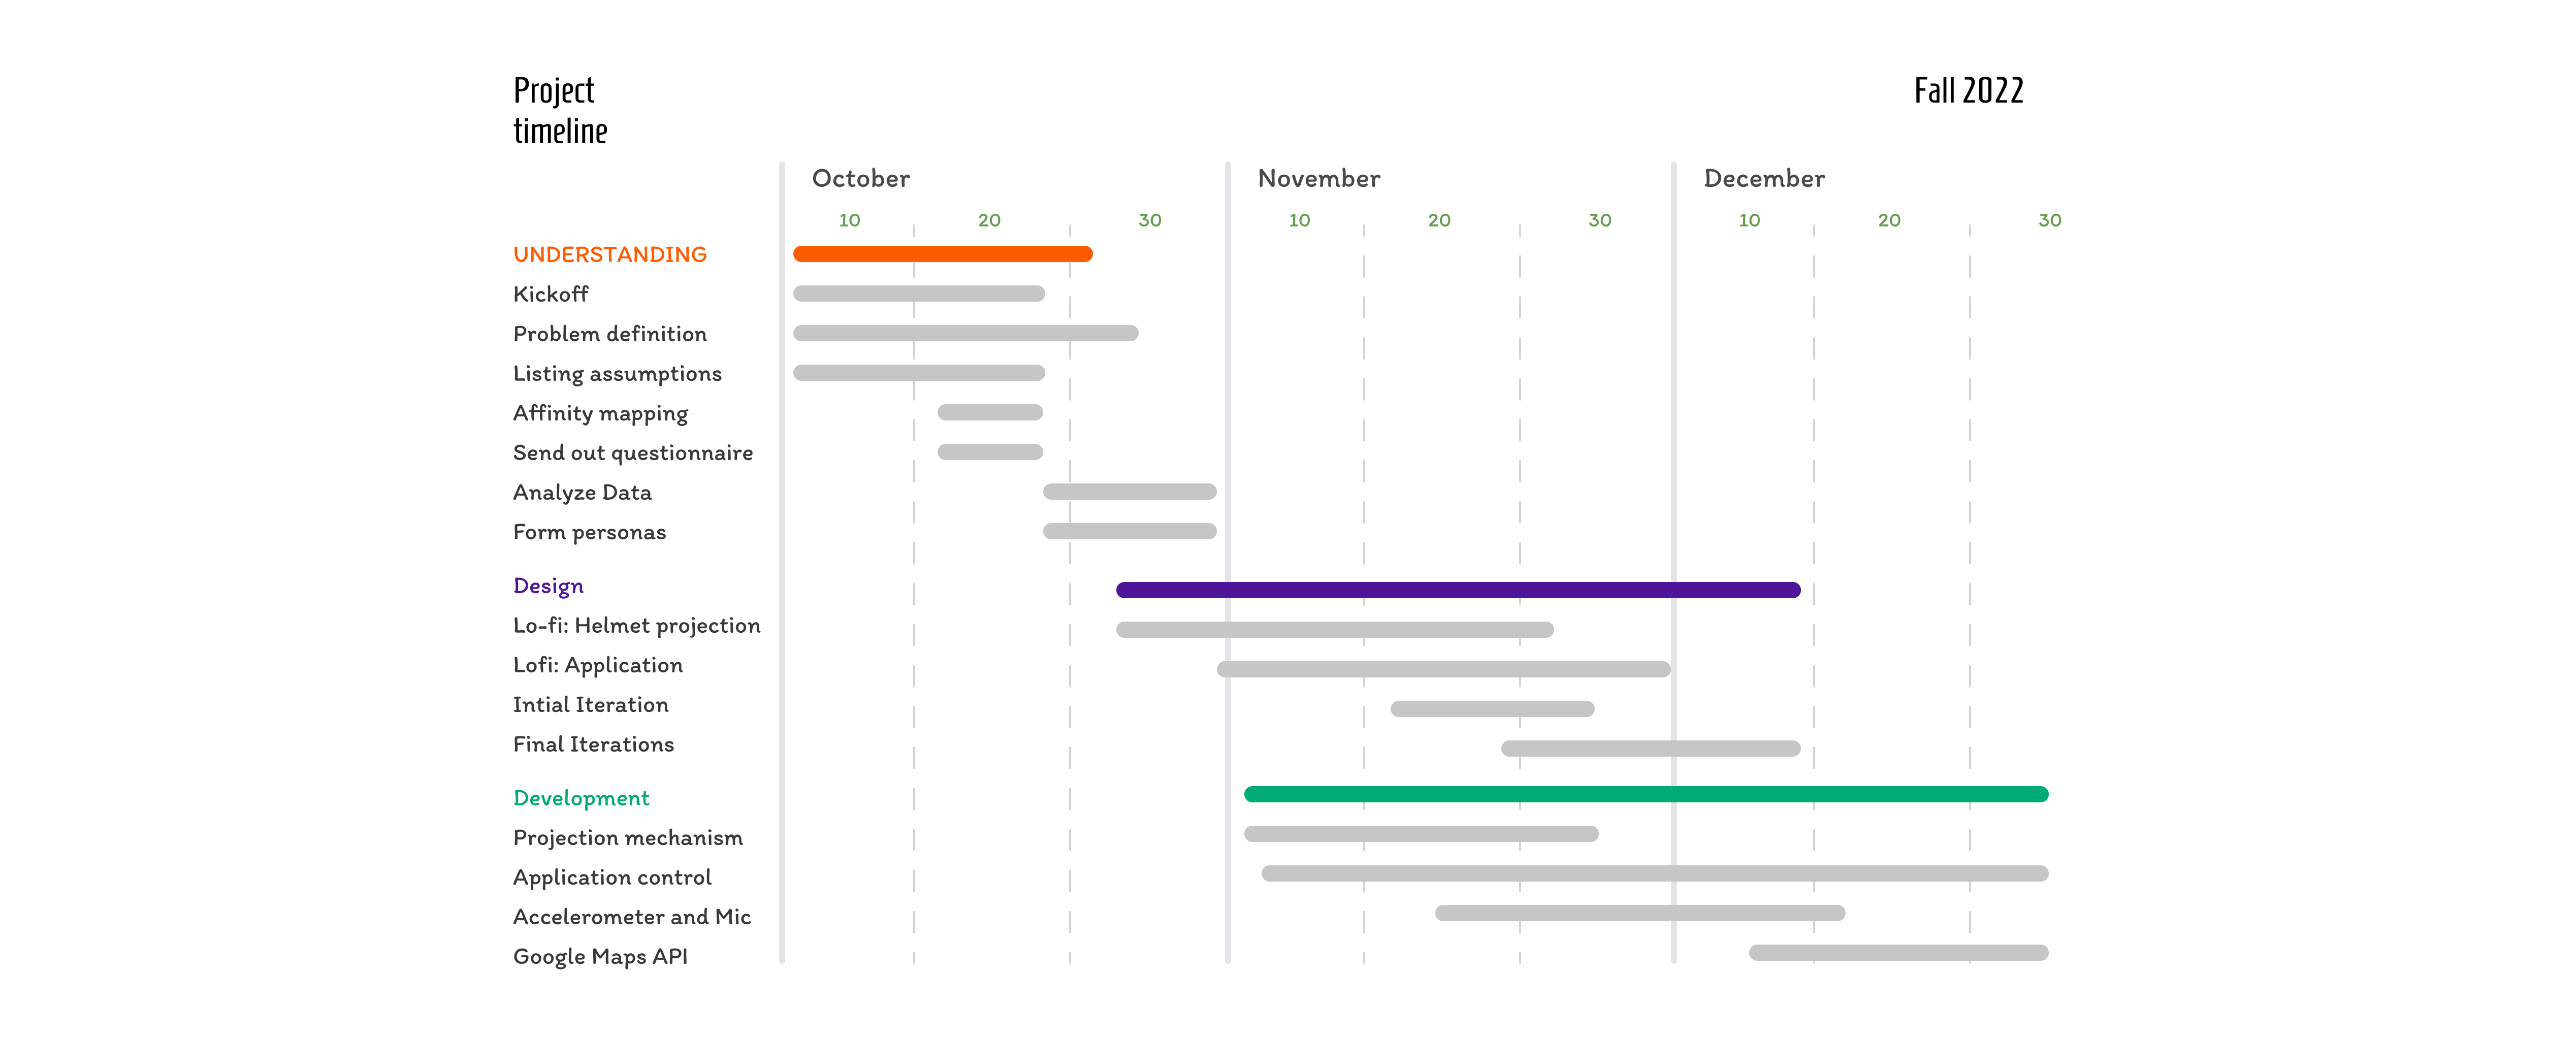 Project
timeline
Fall 2022
October November December
10 20 30 10 20 30 10 20 30
UNDERSTANDING
Kickoff
Problem definition
Listing assumptions
Affinity mapping
Send out questionnaire
Analyze Data
Form personas
Design
Lo-fi: Helmet projection
Lofi: Application
Intial Iteration
Final Iterations
Development
Projection mechanism
Application control
Accelerometer and Mic
Google Maps API